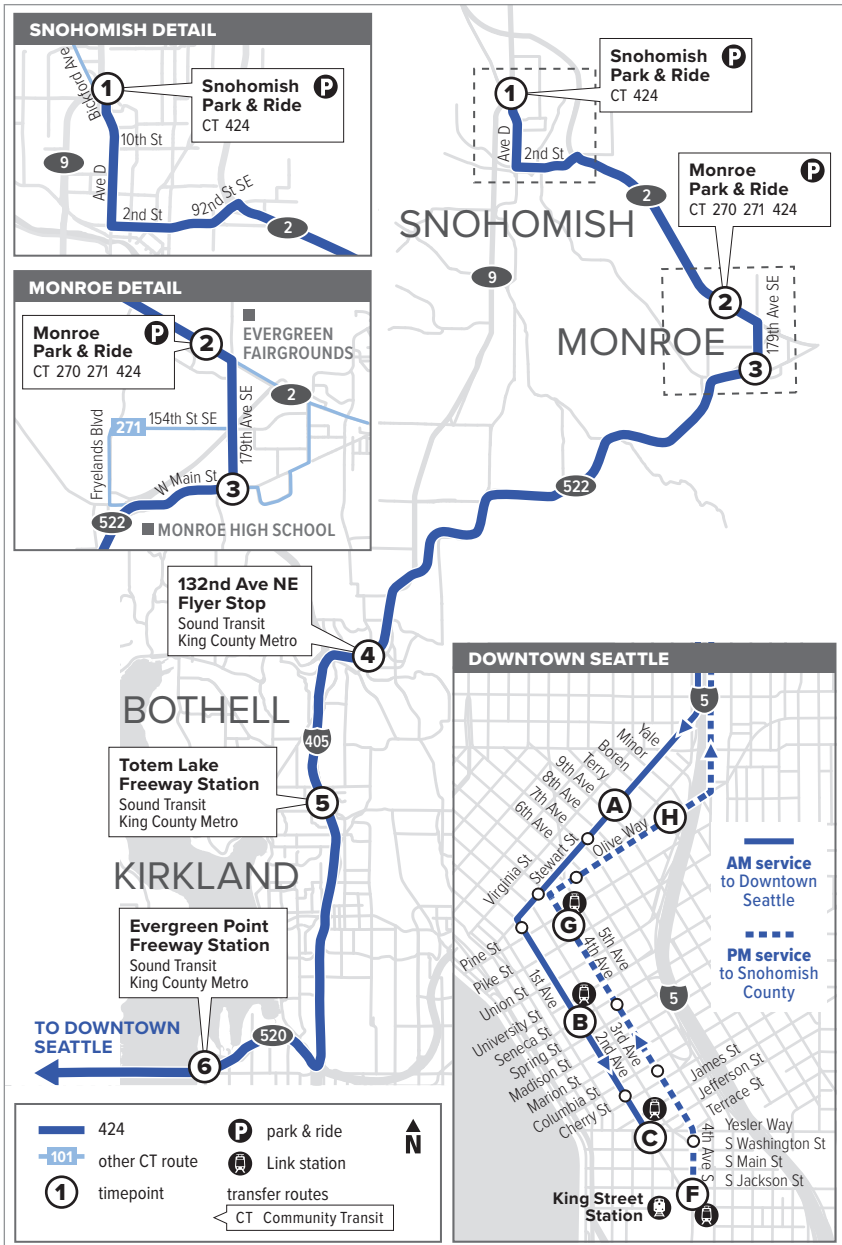 SNOHOMISH DETAIL
Bickford Ave
1
Snohomish
Park & Ride
P
CT 424
10th St
9
Ave D
2nd St
92nd St SE
2
MONROE DETAIL
Monroe
Park & Ride
P
CT 270 271 424
2
EVERGREEN
FAIRGROUNDS
2
Fryelands Blvd
271
154th St SE
179th Ave SE
W Main St
3
522
MONROE HIGH SCHOOL
Snohomish
Park & Ride
P
CT 424
1
Ave D
2nd St
Monroe
Park & Ride
P
CT 270 271 424
2
SNOHOMISH
9
2
179th Ave SE
MONROE
3
522
132nd Ave NE
Flyer Stop
Sound Transit
King County Metro
4
BOTHELL
405
Totem Lake
Freeway Station
Sound Transit
King County Metro
5
KIRKLAND
Evergreen Point
Freeway Station
Sound Transit
King County Metro
TO DOWNTOWN
SEATTLE
520
6
DOWNTOWN SEATTLE
5
Yale
Minor
Boren
Terry
9th Ave
8th Ave
7th Ave
6th Ave
A
H
Olive Way
Stewart St
Virginia St
AM service
to Downtown
Seattle
G
5th Ave
4th Ave
PM service
to Snohomish
County
Pine St
Pike St
Union St
1st Ave
B
5
University St
Seneca St
Spring St
Madison St
Marion St
Columbia St
Cherry St
2nd Ave
3rd Ave
James St
Jefferson St
Terrace St
C
Yesler Way
S Washington St
S Main St
S Jackson St
4th Ave S
F
King Street
Station
424
101
other CT route
1
timepoint
P
park & ride
Link station
transfer routes
CT Community Transit
N